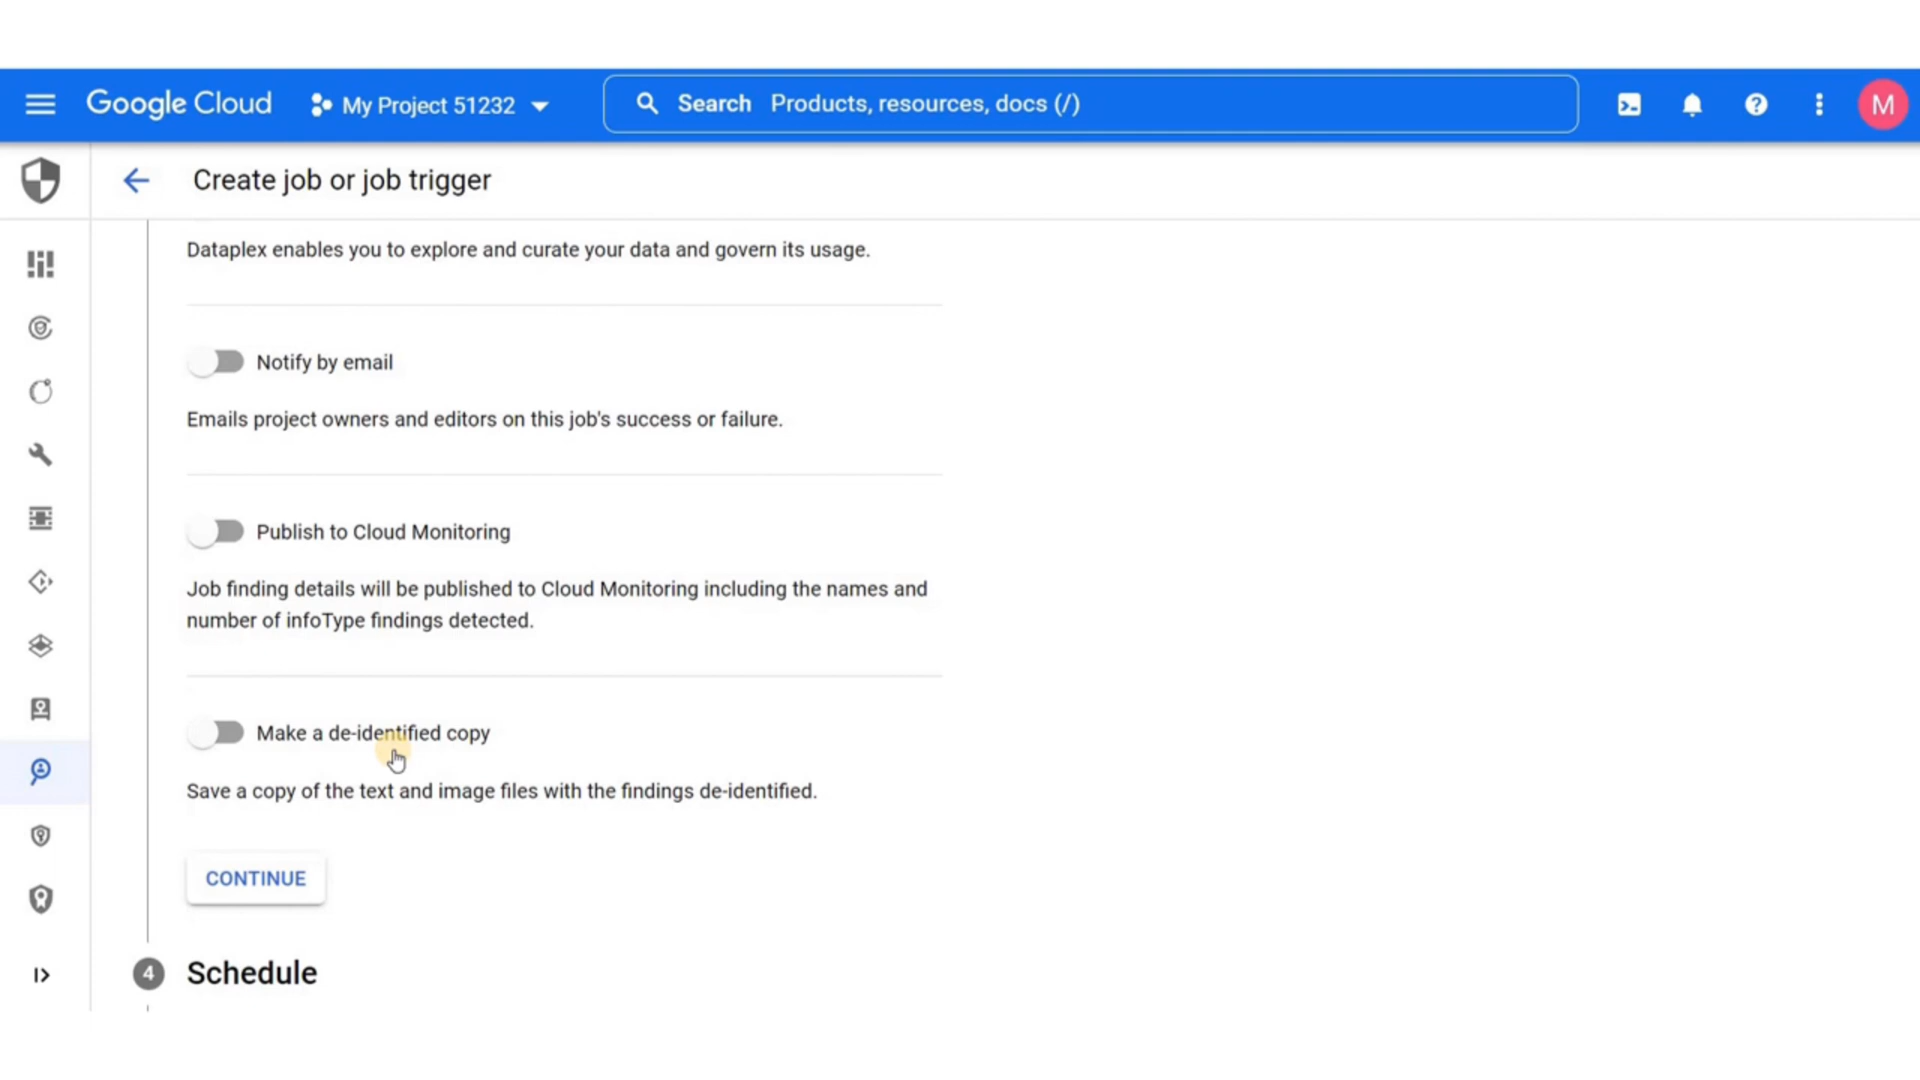 Google Cloud
My Project 51232
Search Products, resources, docs (/)
M
Create job or job trigger
Dataplex enables you to explore and curate your data and govern its usage.
Notify by email
Emails project owners and editors on this job's success or failure.
Publish to Cloud Monitoring
Job finding details will be published to Cloud Monitoring including the names and
number of infoType findings detected.
Make a de-identified copy
Save a copy of the text and image files with the findings de-identified.
CONTINUE
4 Schedule